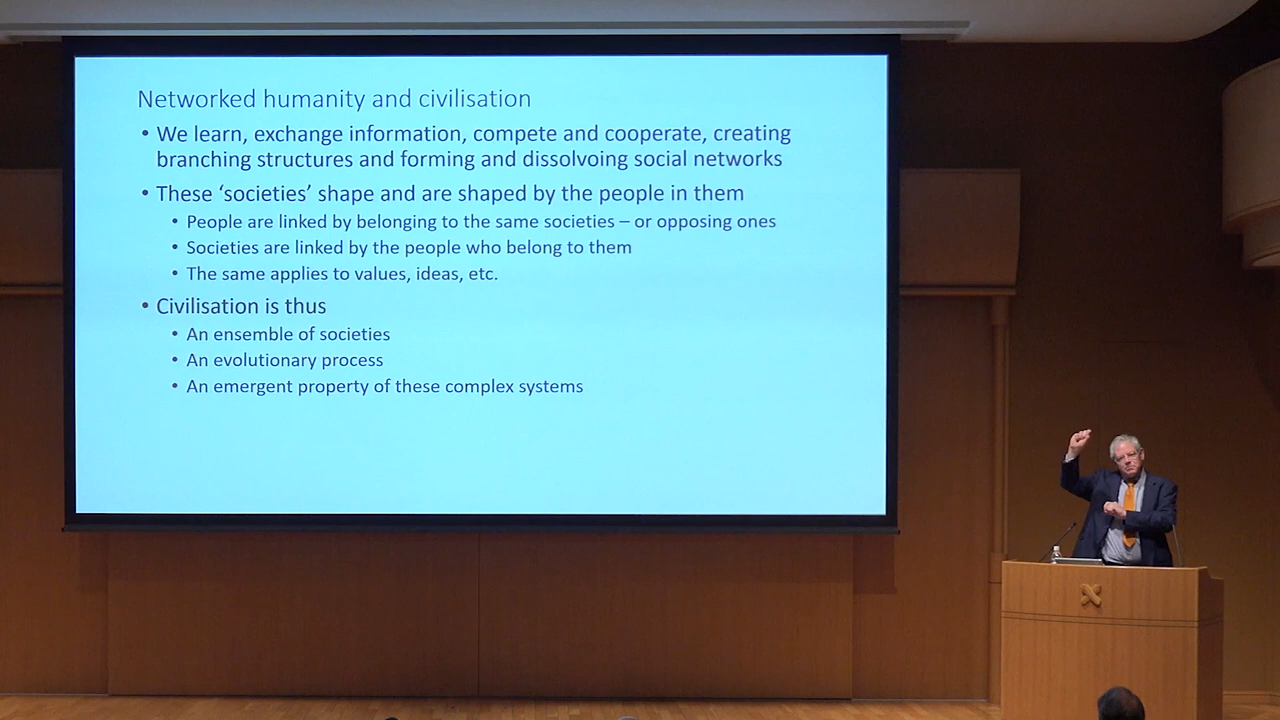 Networked humanity and civilisation
• We learn, exchange information, compete and cooperate, creating
branching structures and forming and dissolvoing social networks
• These ‘societies’ shape and are shaped by the people in them
• People are linked by belonging to the same societies – or opposing ones
• Societies are linked by the people who belong to them
• The same applies to values, ideas, etc.
• Civilisation is thus
• An ensemble of societies
• An evolutionary process
• An emergent property of these complex systems